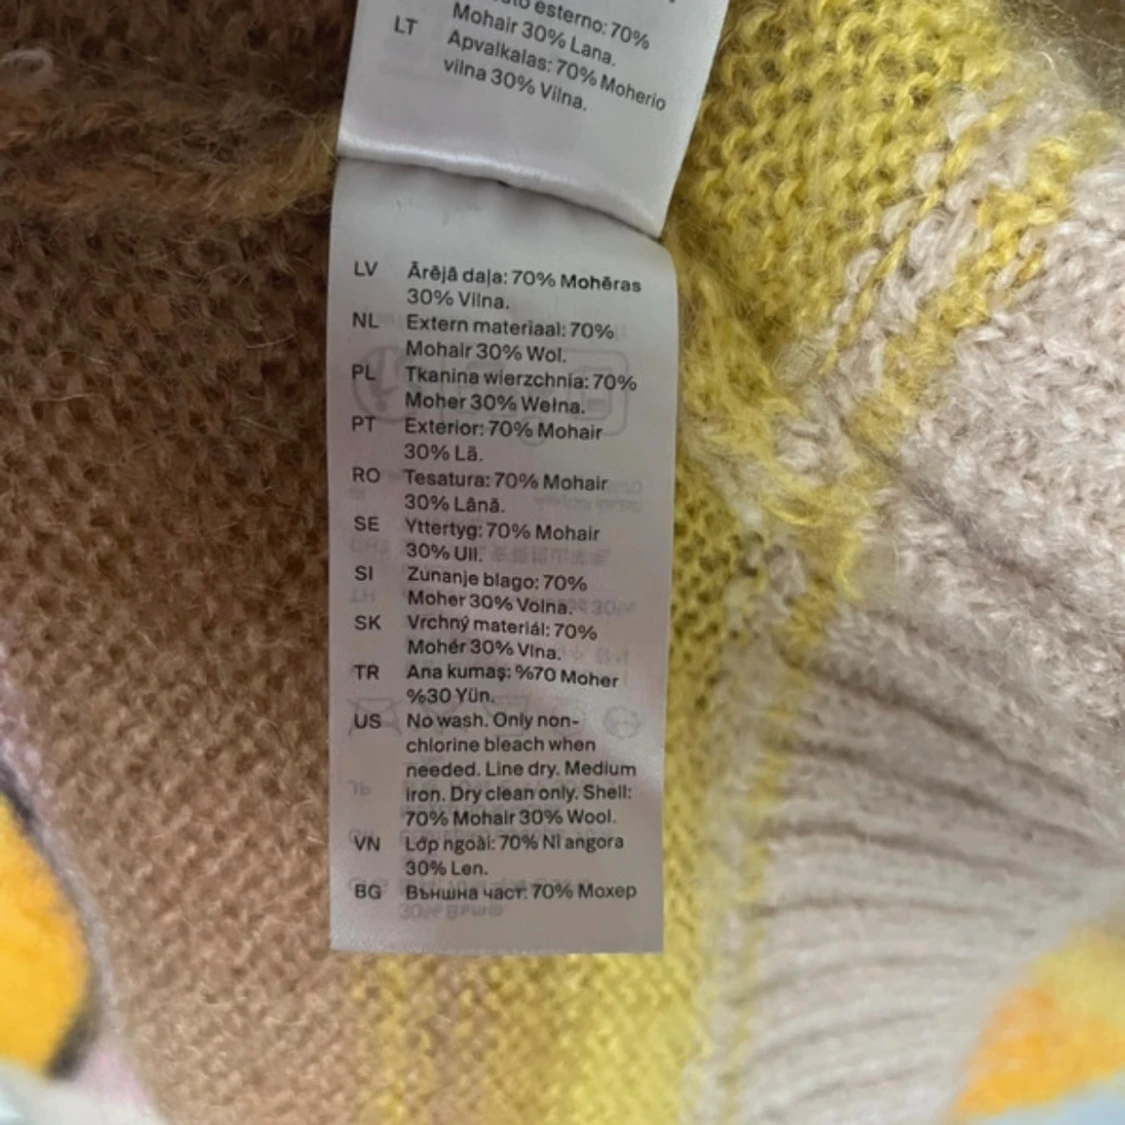 esterno: 70%
Mohair 30% Lana.
LT Apvalkalas: 70% Moherio
vilna 30% Vilna.
LV Ārējā daļa: 70% Mohēras
30% Vilna.
NL Extern materiaal: 70%
Mohair 30% Wol.
PL Tkanina wierzchnia: 70%
Moher 30% Wełna.
PT Exterior: 70% Mohair
30% Lã.
RO Tesatura: 70% Mohair
30% Lână.
SE Yttertyg: 70% Mohair
30% Ull.
SI Zunanje blago: 70%
Moher 30% Volna.
SK Vrchný materiál: 70%
Mohér 30% Vlna.
TR Ana kumaş: %70 Moher
%30 Yün.
US No wash. Only non-
chlorine bleach when
needed. Line dry. Medium
iron. Dry clean only. Shell:
70% Mohair 30% Wool.
VN Lớp ngoài: 70% Nỉ angora
30% Len.
BG Външна част: 70% Мохер